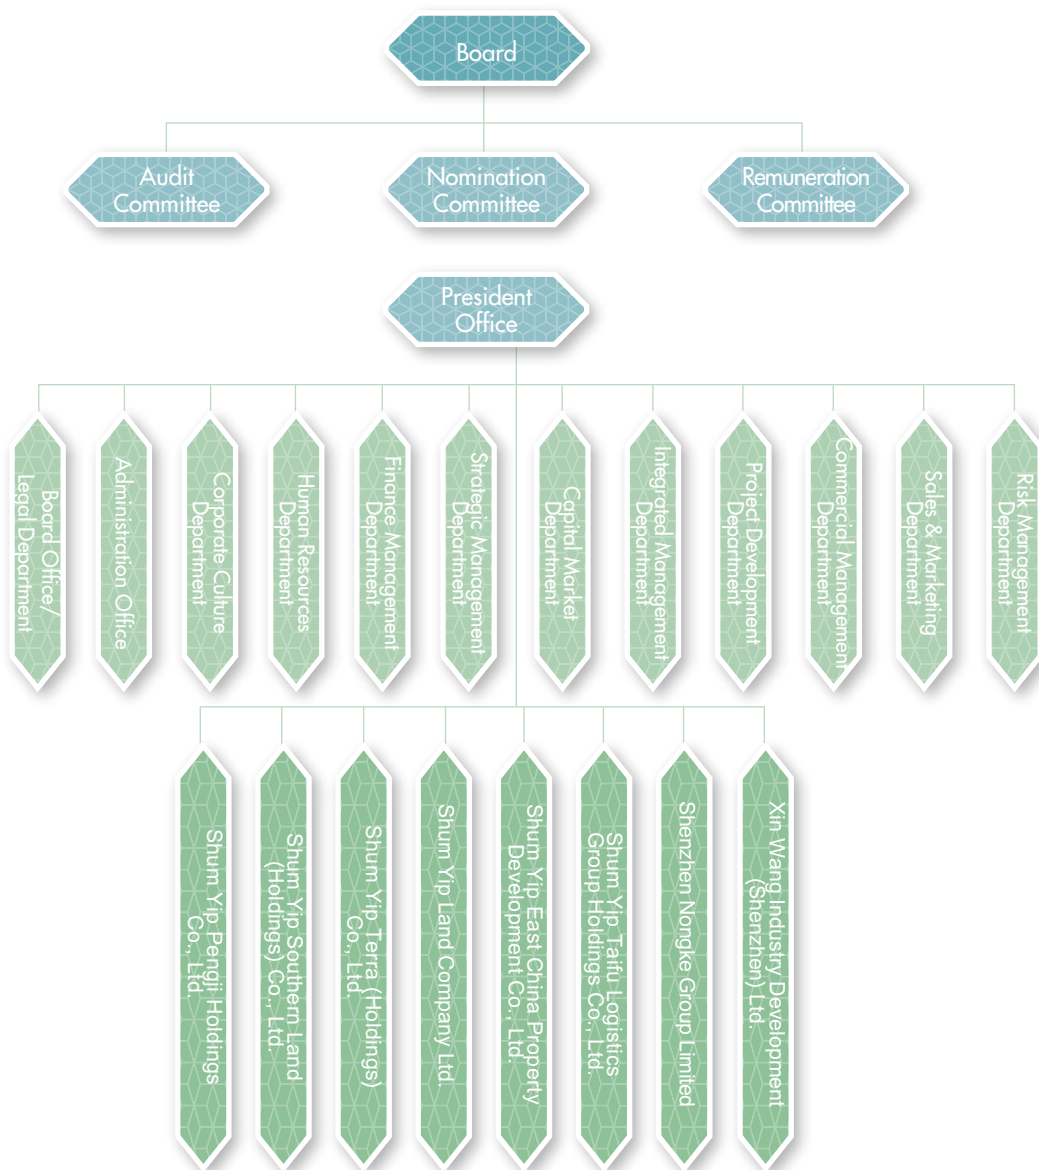 Board
Audit
Committee
Nomination
Committee
Remuneration
Committee
President
Office
Board Office/
Legal Department
Administration Office
Corporate Culture
Department
Human Resources
Department
Finance Management
Department
Strategic Management
Department
Capital Market
Department
Integrated Management
Department
Project Development
Department
Commercial Management
Department
Sales & Marketing
Department
Risk Management
Department
Shum Yip Pengji Holdings
Co., Ltd.
Shum Yip Southern Land
(Holdings) Co., Ltd.
Shum Yip Terra (Holdings)
Co., Ltd.
Shum Yip Land Company Ltd.
Shum Yip East China Property
Development Co., Ltd.
Shum Yip Taifu Logistics
Group Holdings Co., Ltd.
Shenzhen Nongke Group Limited
Xin Wang Industry Development
(Shenzhen) Ltd.